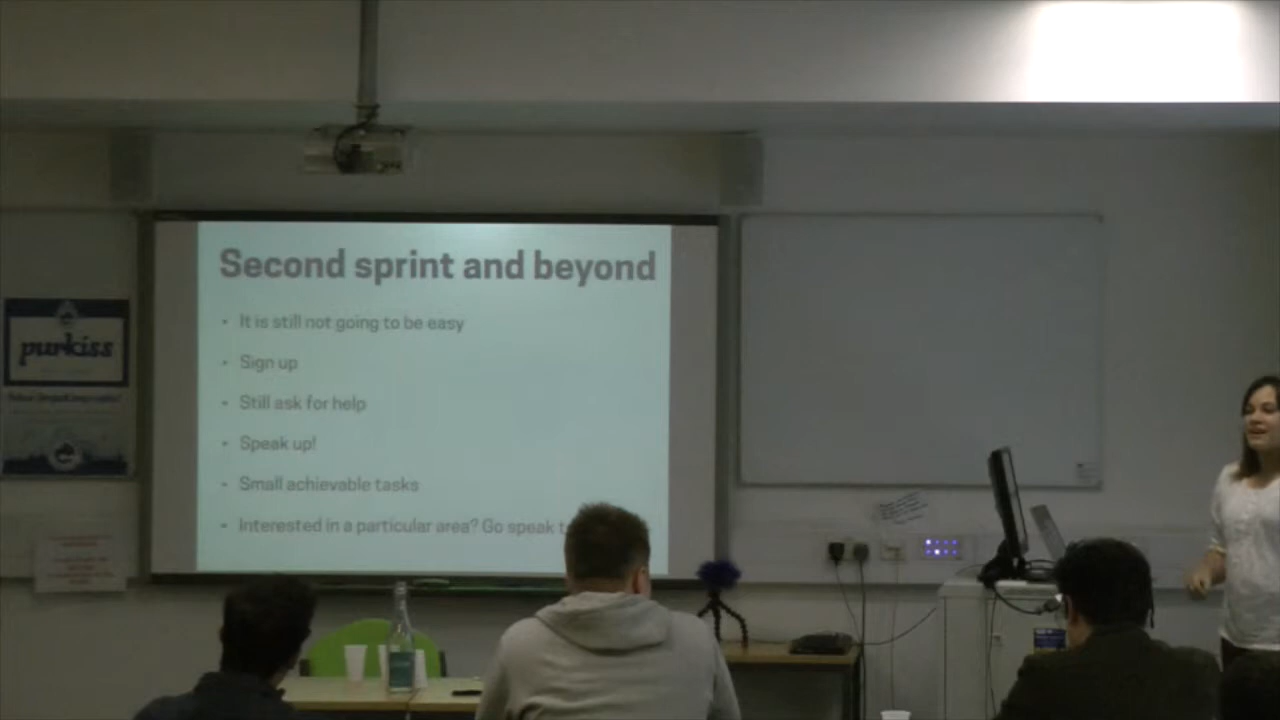 Second sprint and beyond
• It is still not going to be easy
• Sign up
• Still ask for help
• Speak up!
• Small achievable tasks
• Interested in a particular area? Go speak
purkiss